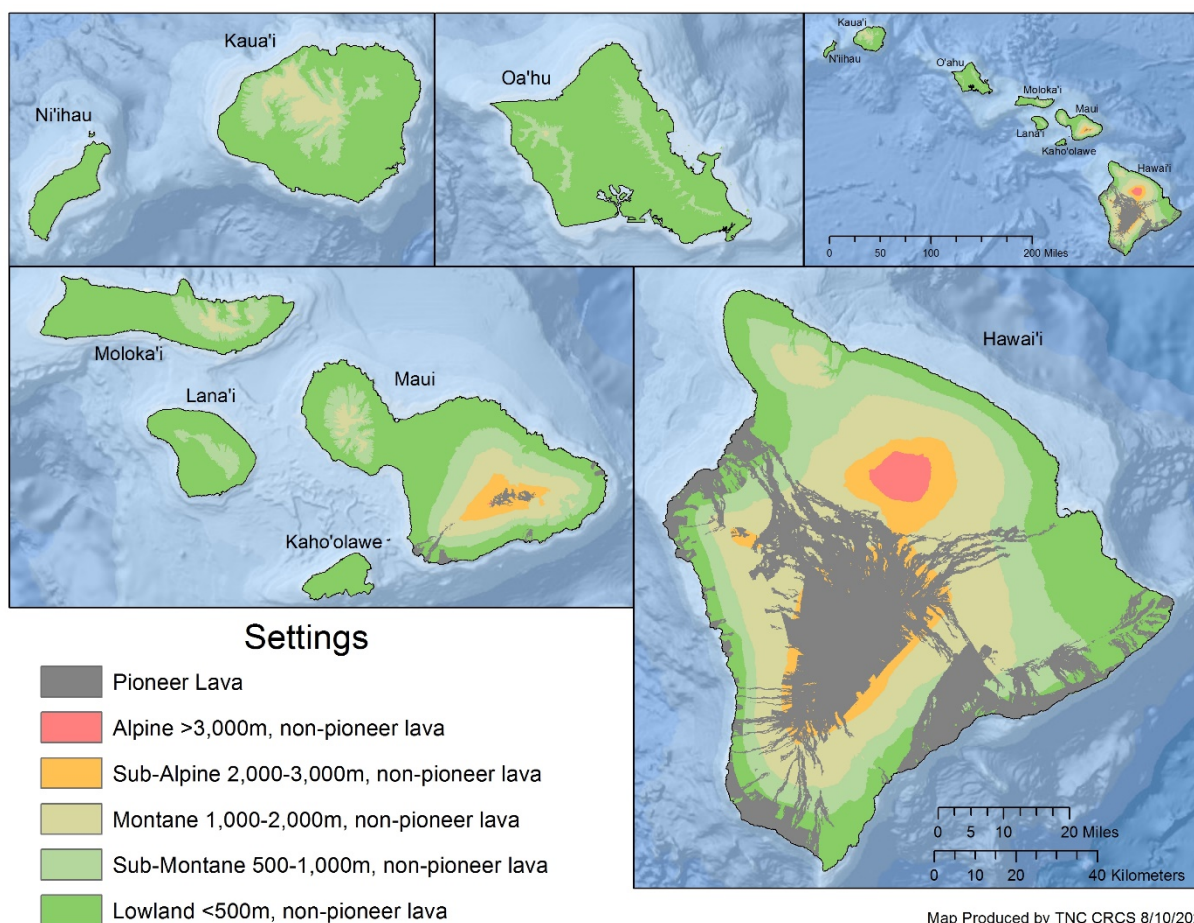 Kaua'i
Ni'ihau
Oa'hu
Kaua'i
N'iihau
O'ahu
Moloka'i
Maui
Lana'i
Kaho'olawe
Hawai'i
0 50 100 200 Miles
Moloka'i
Lana'i
Maui
Kaho'olawe
Hawai'i
0 5 10 20 Miles
0 10 20 40 Kilometers
Settings
Pioneer Lava
Alpine >3,000m, non-pioneer lava
Sub-Alpine 2,000-3,000m, non-pioneer lava
Montane 1,000-2,000m, non-pioneer lava
Sub-Montane 500-1,000m, non-pioneer lava
Lowland <500m, non-pioneer lava
Map Produced by TNC CRCS 8/10/20